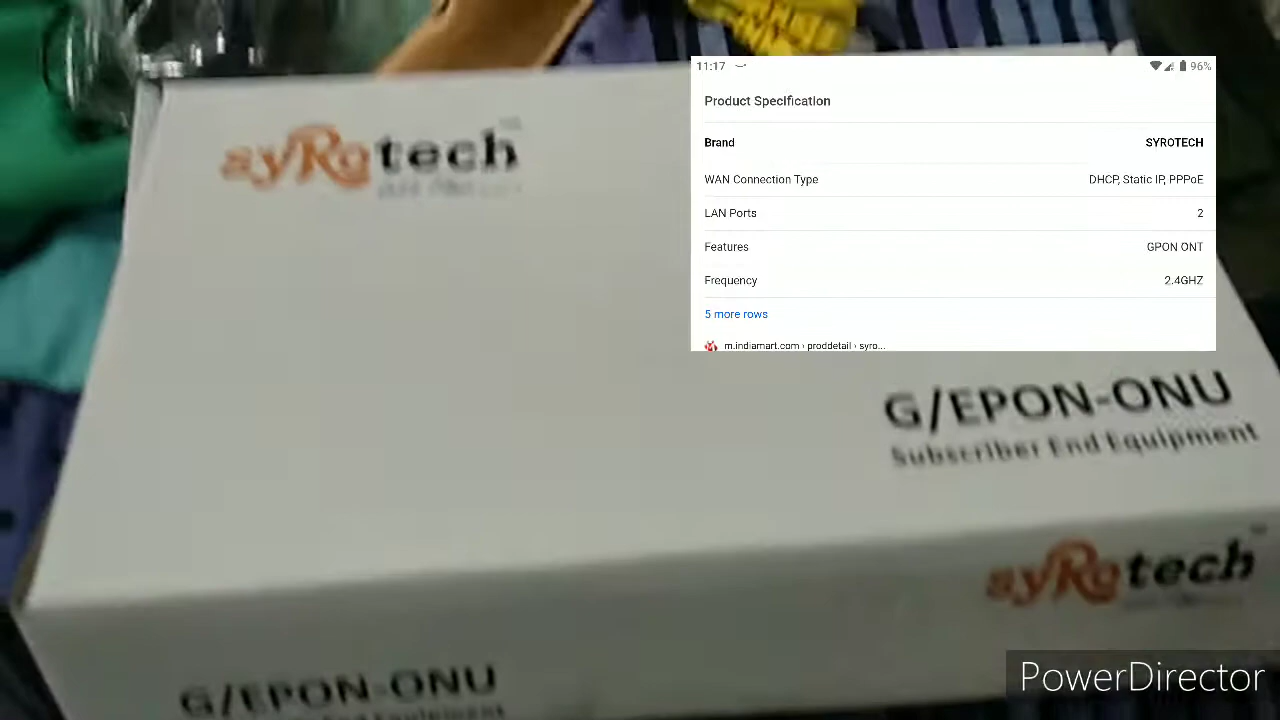 syRotech
11:17
96%
Product Specification
Brand SYROTECH
WAN Connection Type DHCP, Static IP, PPPoE
LAN Ports 2
Features GPON ONT
Frequency 2.4GHZ
5 more rows
m.indiamart.com › proddetail › syro...
G/EPON-ONU
Subscriber End Equipment
syRotech
G/EPON-ONU
End Equipment
PowerDirector